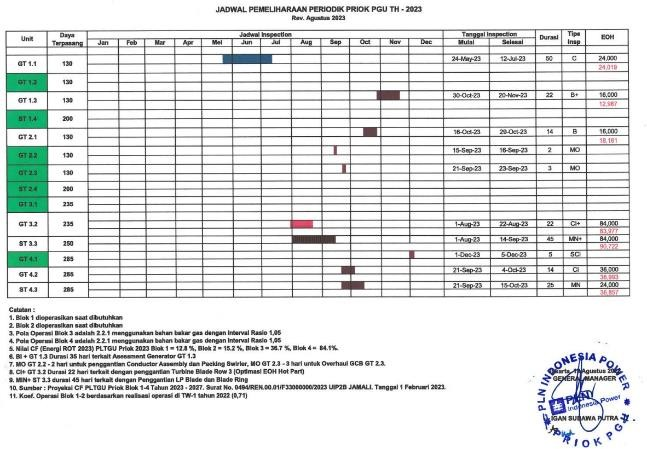 JADWAL PEMELIHARAAN PERIODIK PRIOK PGU TH - 2023
Rev. Agustus 2023
Unit Daya Terpasang Jadwal Inspection Tanggal Inspection Durasi Tipe Insp EOH
Jan Feb Mar Apr Mei Jun Jul Aug Sep Oct Nov Dec Mulai Selesai
GT 1.1 130 24-May-23 12-Jul-23 50 C 24,000
24,019
GT 1.2 130
GT 1.3 130 30-Oct-23 20-Nov-23 22 B+ 16,000
12,987
ST 1.4 200
GT 2.1 130 16-Oct-23 29-Oct-23 14 B 16,000
18,161
GT 2.2 130 15-Sep-23 16-Sep-23 2 MO
GT 2.3 130 21-Sep-23 23-Sep-23 3 MO
ST 2.4 200
GT 3.1 235
GT 3.2 235 1-Aug-23 22-Aug-23 22 CI+ 84,000
83,977
ST 3.3 250 1-Aug-23 14-Sep-23 45 MN+ 84,000
90,722
GT 4.1 285 1-Dec-23 5-Dec-23 5 SCI
GT 4.2 285 21-Sep-23 4-Oct-23 14 CI 36,000
36,993
ST 4.3 285 21-Sep-23 15-Oct-23 25 MN 24,000
36,857
Catatan :
1. Blok 1 dioperasikan saat dibutuhkan
2. Blok 2 dioperasikan saat dibutuhkan
3. Pola Operasi Blok 3 adalah 2.2.1 menggunakan bahan bakar gas dengan Interval Rasio 1,05
4. Pola Operasi Blok 4 adalah 2.2.1 menggunakan bahan bakar gas dengan Interval Rasio 1,05
5. Nilai CF (Energi ROT 2023) PLTGU Priok 2023 Blok 1 = 12.8 %, Blok 2 = 15.2 %, Blok 3 = 36.7 %, Blok 4 = 84.1%.
6. BI + GT 1.3 Durasi 35 hari terkait Asessment Generator GT 1.3
7. MO GT 2.2 - 2 hari untuk penggantian Conductor Assembly dan Packing Swirler, MO GT 2.3 - 3 hari untuk Overhaul GCB GT 2.3.
8. CI+ GT 3.2 Durasi 22 hari terkait dengan penggantian Turbine Blade Row 3 (Optimasi EOH Hot Part)
9. MIN+ ST 3.3 durasi 45 hari terkait dengan Penggantian LP Blade dan Blade Ring
10. Sumber : Proyeksi CF PLTGU Priok Blok 1-4 Tahun 2023 - 2027. Surat No. 0494/REN.00.01/F33000000/2023 UIP2B JAMALI. Tanggal 1 Februari 2023.
11. Koef. Operasi Blok 1-2 berdasarkan realisasi operasi di TW-1 tahun 2022 (0,71)
Jakarta, Agustus
GENERAL MANAGER
PLN INDONESIA POWER
PLN
Indonesia Power
IGAN SUBAWA PUTRA
PRIOK PGU